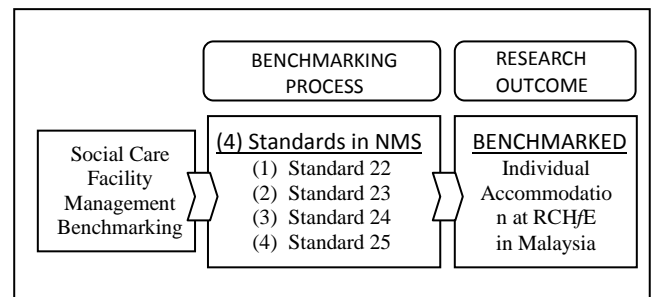 BENCHMARKING
PROCESS
RESEARCH
OUTCOME
Social Care
Facility
Management
Benchmarking
(4) Standards in NMS
(1) Standard 22
(2) Standard 23
(3) Standard 24
(4) Standard 25
BENCHMARKED
Individual
Accommodatio
n at RCHfE
in Malaysia